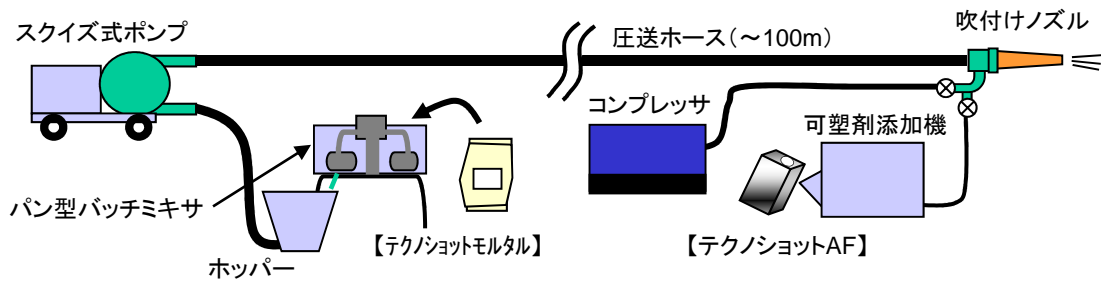 スクイズ式ポンプ
圧送ホース(～100m)
吹付けノズル
コンプレッサ
可塑剤添加機
パン型バッチミキサ
【テクノショットモルタル】
【テクノショットAF】
ホッパー